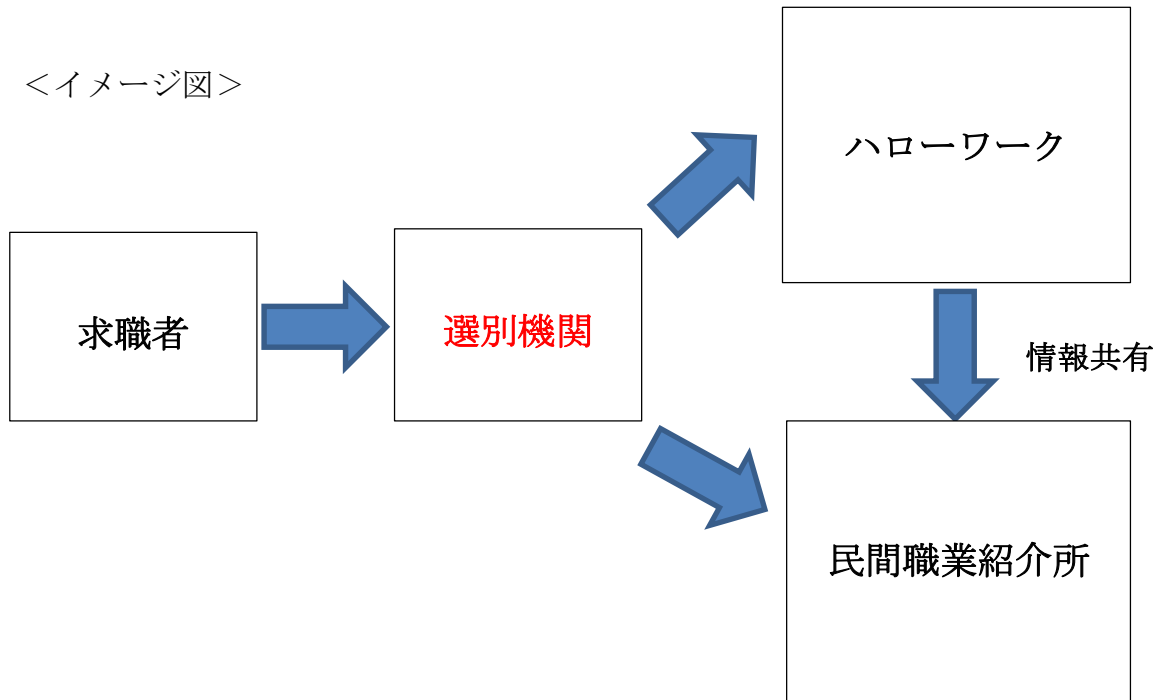 ＜イメージ図＞
ハローワーク
求職者
選別機関
情報共有
民間職業紹介所